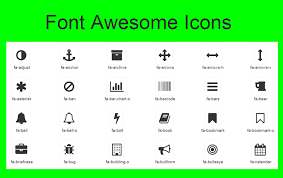 Font Awesome Icons
fa-adjust fa-anchor fa-archive fa-arrows fa-arrows-h fa-arrows-v
fa-asterisk fa-ban fa-bar-chart-o fa-barcode fa-bars fa-beer
fa-bell fa-bell-o fa-bolt fa-book fa-bookmark fa-bookmark-o
fa-briefcase fa-bug fa-building-o fa-bullhorn fa-bullseye fa-calendar